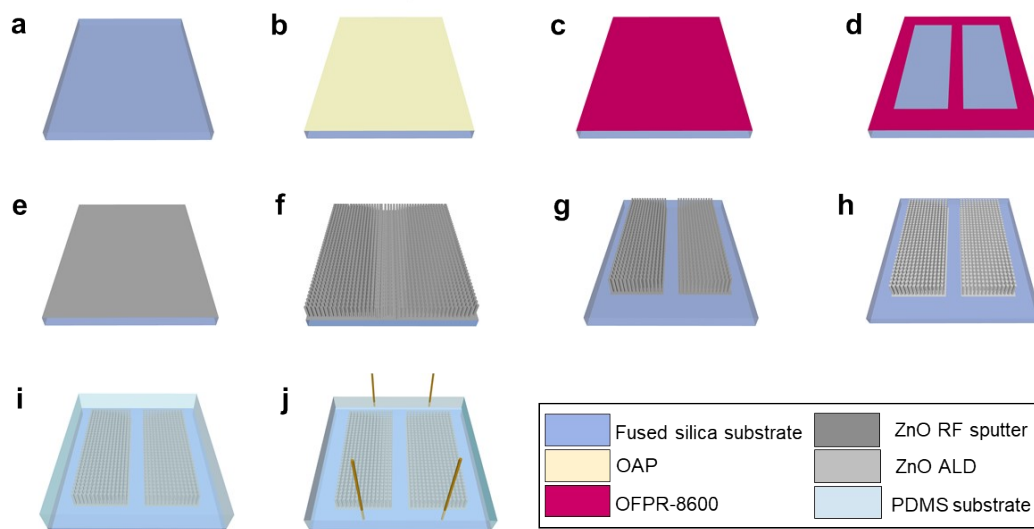 a b c d
e f g h
i j
Fused silica substrate ZnO RF sputter
OAP ZnO ALD
OFPR-8600 PDMS substrate